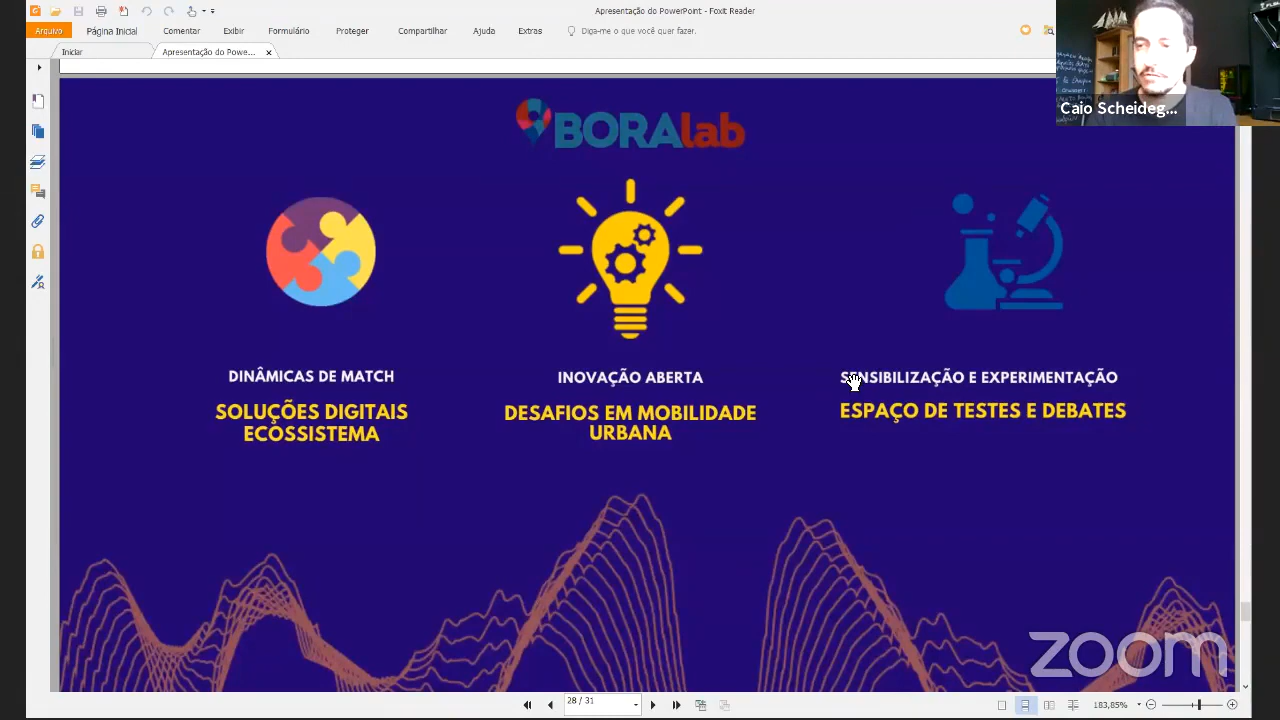 Apresentação do PowerPoint - Foxit Reader
Arquivo
Página Inicial
Comentar
Exibir
Formulário
Proteger
Compartilhar
Ajuda
Extras
Diga-me o que você quer fazer.
Iniciar
Apresentação do Powe...
Caio Scheideg...
BORAlab
DINÂMICAS DE MATCH
SOLUÇÕES DIGITAIS
ECOSSISTEMA
INOVAÇÃO ABERTA
DESAFIOS EM MOBILIDADE
URBANA
SENSIBILIZAÇÃO E EXPERIMENTAÇÃO
ESPAÇO DE TESTES E DEBATES
zoom
28 / 31
183,85%